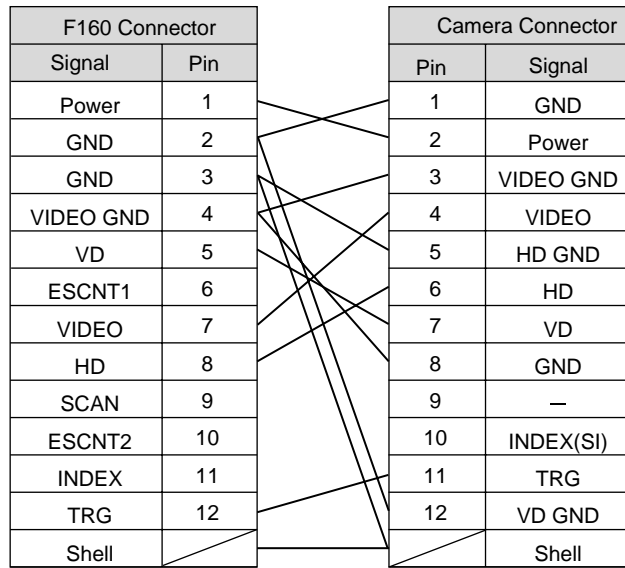 F160 Connector Camera Connector
Signal Pin Pin Signal
Power 1 1 GND
GND 2 2 Power
GND 3 3 VIDEO GND
VIDEO GND 4 4 VIDEO
VD 5 5 HD GND
ESCNT1 6 6 HD
VIDEO 7 7 VD
HD 8 8 GND
SCAN 9 9 –
ESCNT2 10 10 INDEX(SI)
INDEX 11 11 TRG
TRG 12 12 VD GND
Shell Shell